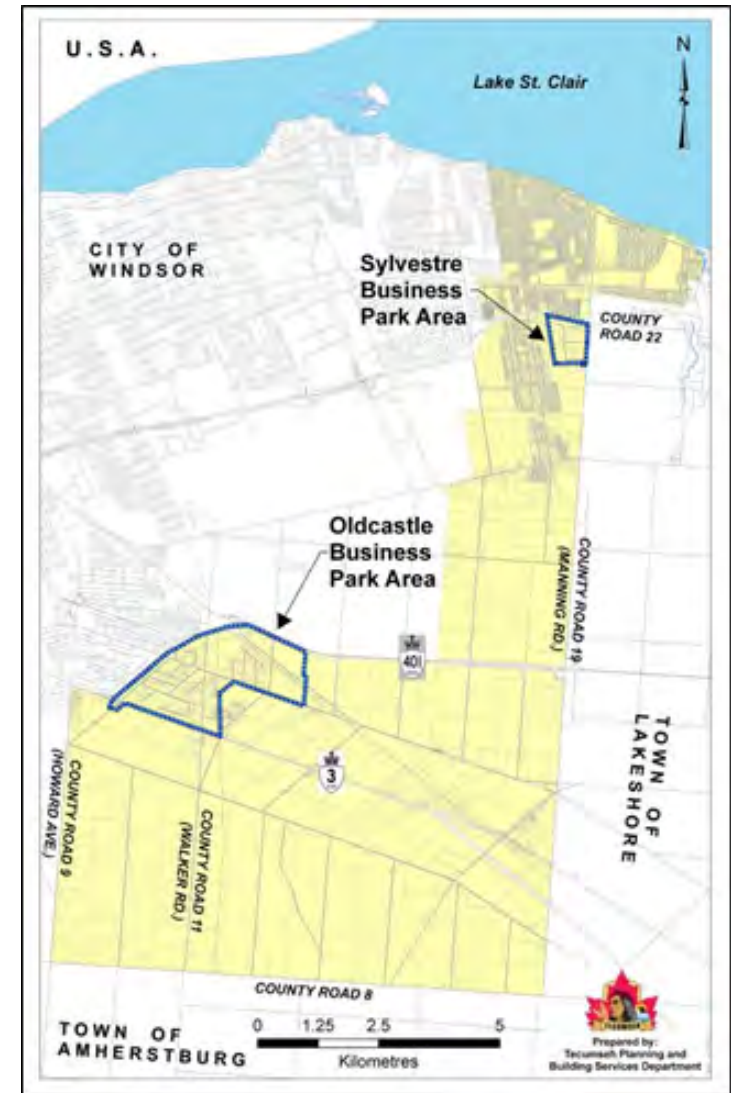 U.S.A.
N
Lake St. Clair
CITY OF
WINDSOR
Sylvestre
Business
Park Area
COUNTY
ROAD 22
Oldcastle
Business
Park Area
COUNTY ROAD 19
(MANNING RD.)
401
TOWN OF
LAKESHORE
3
COUNTY ROAD 9
(HOWARD AVE.)
COUNTY ROAD 11
(WALKER RD.)
COUNTY ROAD 8
TOWN OF
AMHERSTBURG
0 1.25 2.5 5
Kilometres
Prepared by:
Tecumseh Planning and
Building Services Department